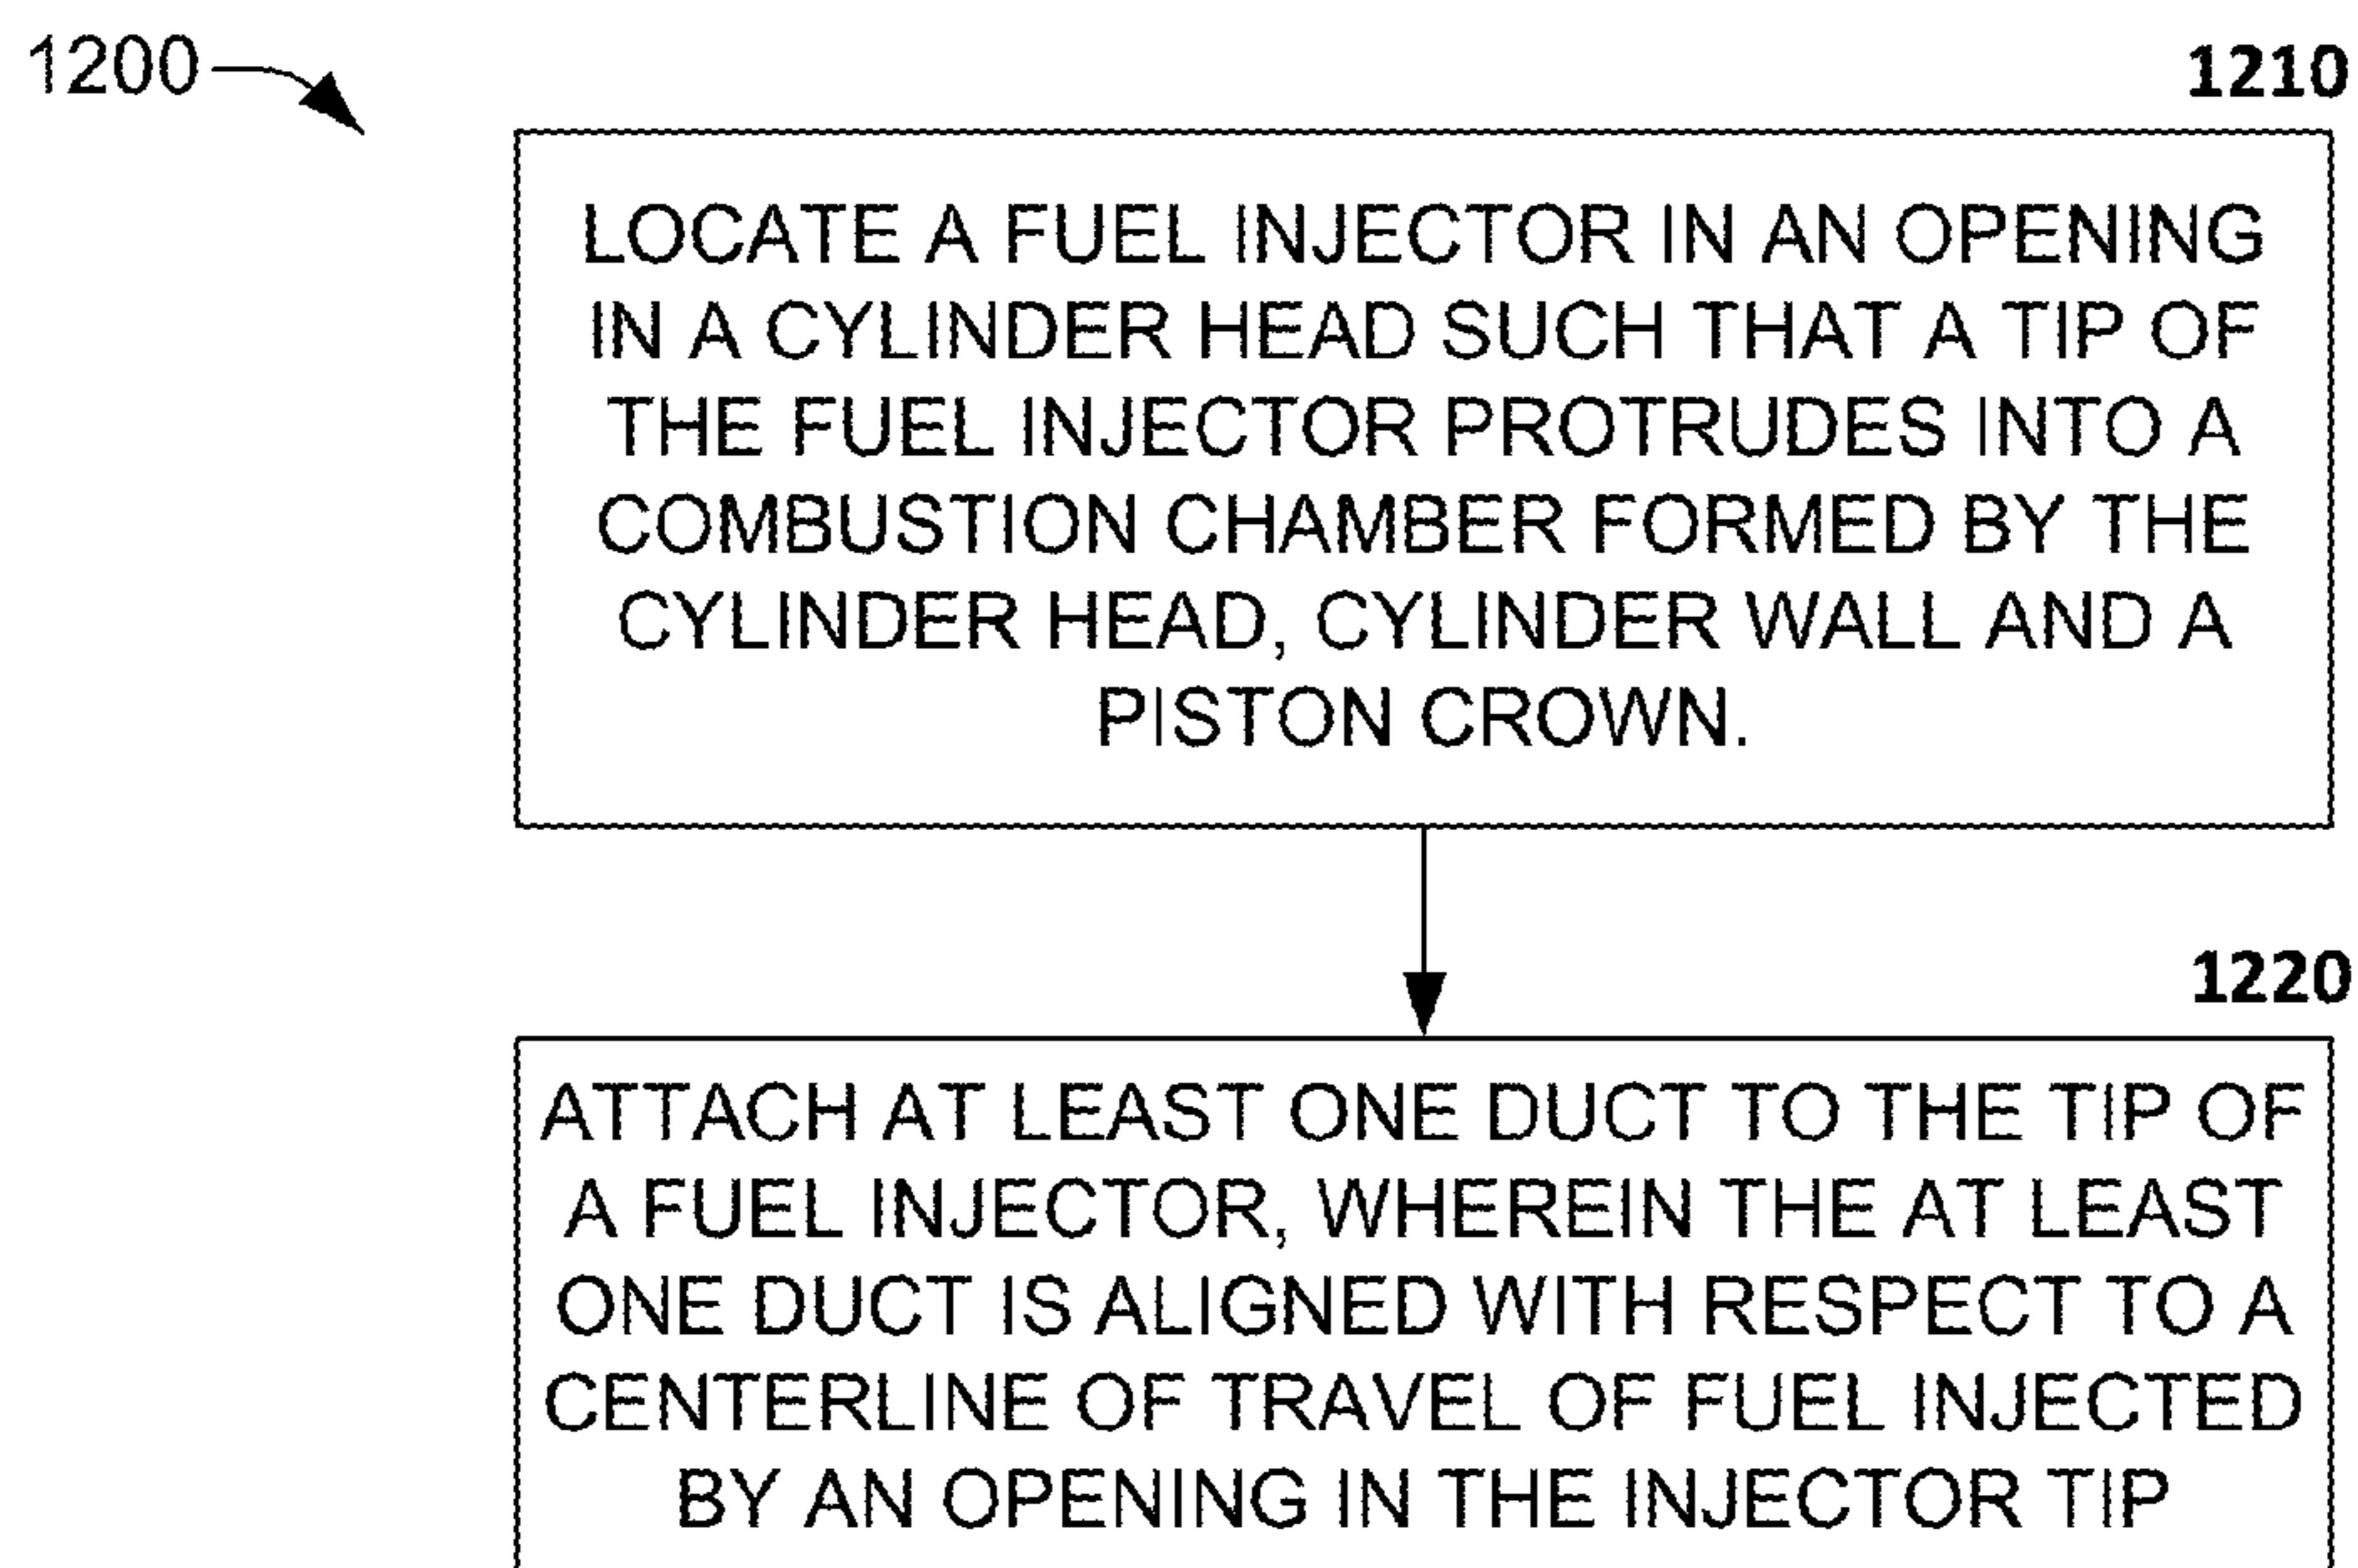 1200
1210
LOCATE A FUEL INJECTOR IN AN OPENING
IN A CYLINDER HEAD SUCH THAT A TIP OF
THE FUEL INJECTOR PROTRUDES INTO A
COMBUSTION CHAMBER FORMED BY THE
CYLINDER HEAD, CYLINDER WALL AND A
PISTON CROWN.
1220
ATTACH AT LEAST ONE DUCT TO THE TIP OF
A FUEL INJECTOR, WHEREIN THE AT LEAST
ONE DUCT IS ALIGNED WITH RESPECT TO A
CENTERLINE OF TRAVEL OF FUEL INJECTED
BY AN OPENING IN THE INJECTOR TIP